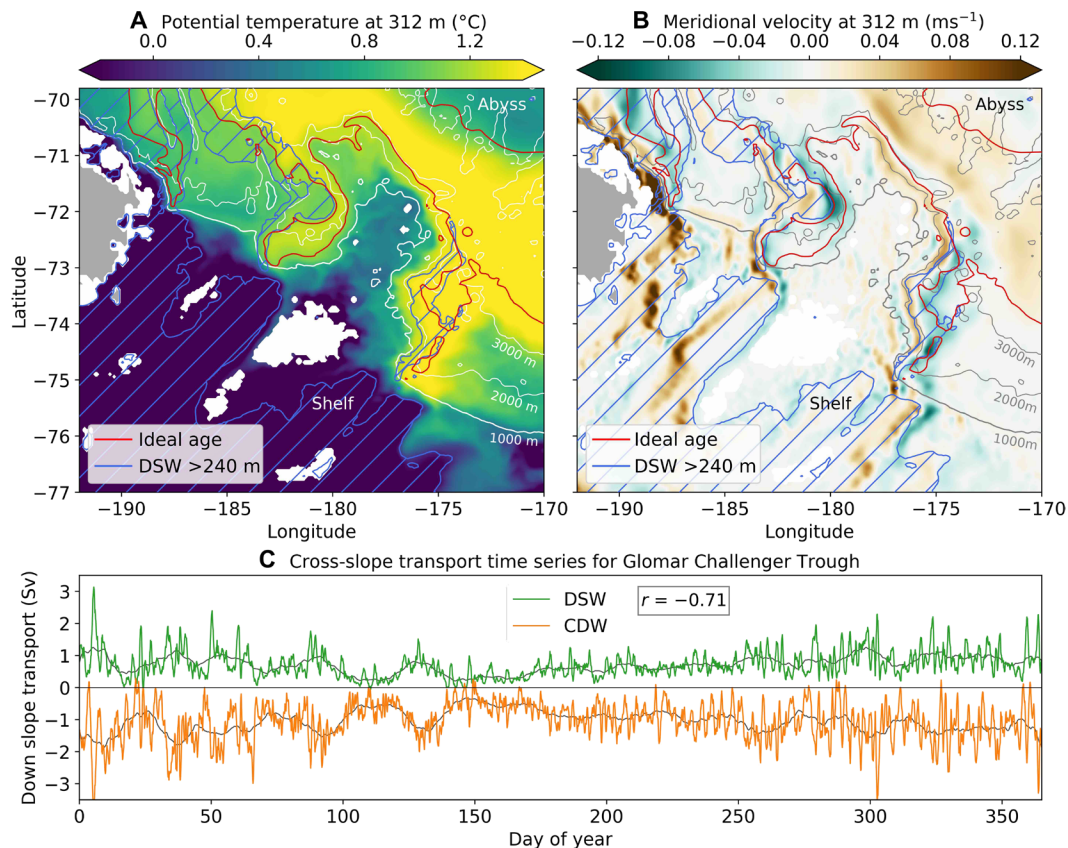 A Potential temperature at 312 m (°C)
0.0 0.4 0.8 1.2
B Meridional velocity at 312 m (ms⁻¹)
−0.12 −0.08 −0.04 0.00 0.04 0.08 0.12
Latitude
−70
−71
−72
−73
−74
−75
−76
−77
Abyss
3000 m
2000 m
1000 m
Shelf
Ideal age
DSW >240 m
−190 −185 −180 −175 −170
Longitude
Abyss
3000m
2000m
1000m
Shelf
Ideal age
DSW >240 m
−190 −185 −180 −175 −170
Longitude
C Cross-slope transport time series for Glomar Challenger Trough
Down slope transport (Sv)
3
2
1
0
−1
−2
−3
DSW
CDW
r = −0.71
0 50 100 150 200 250 300 350
Day of year